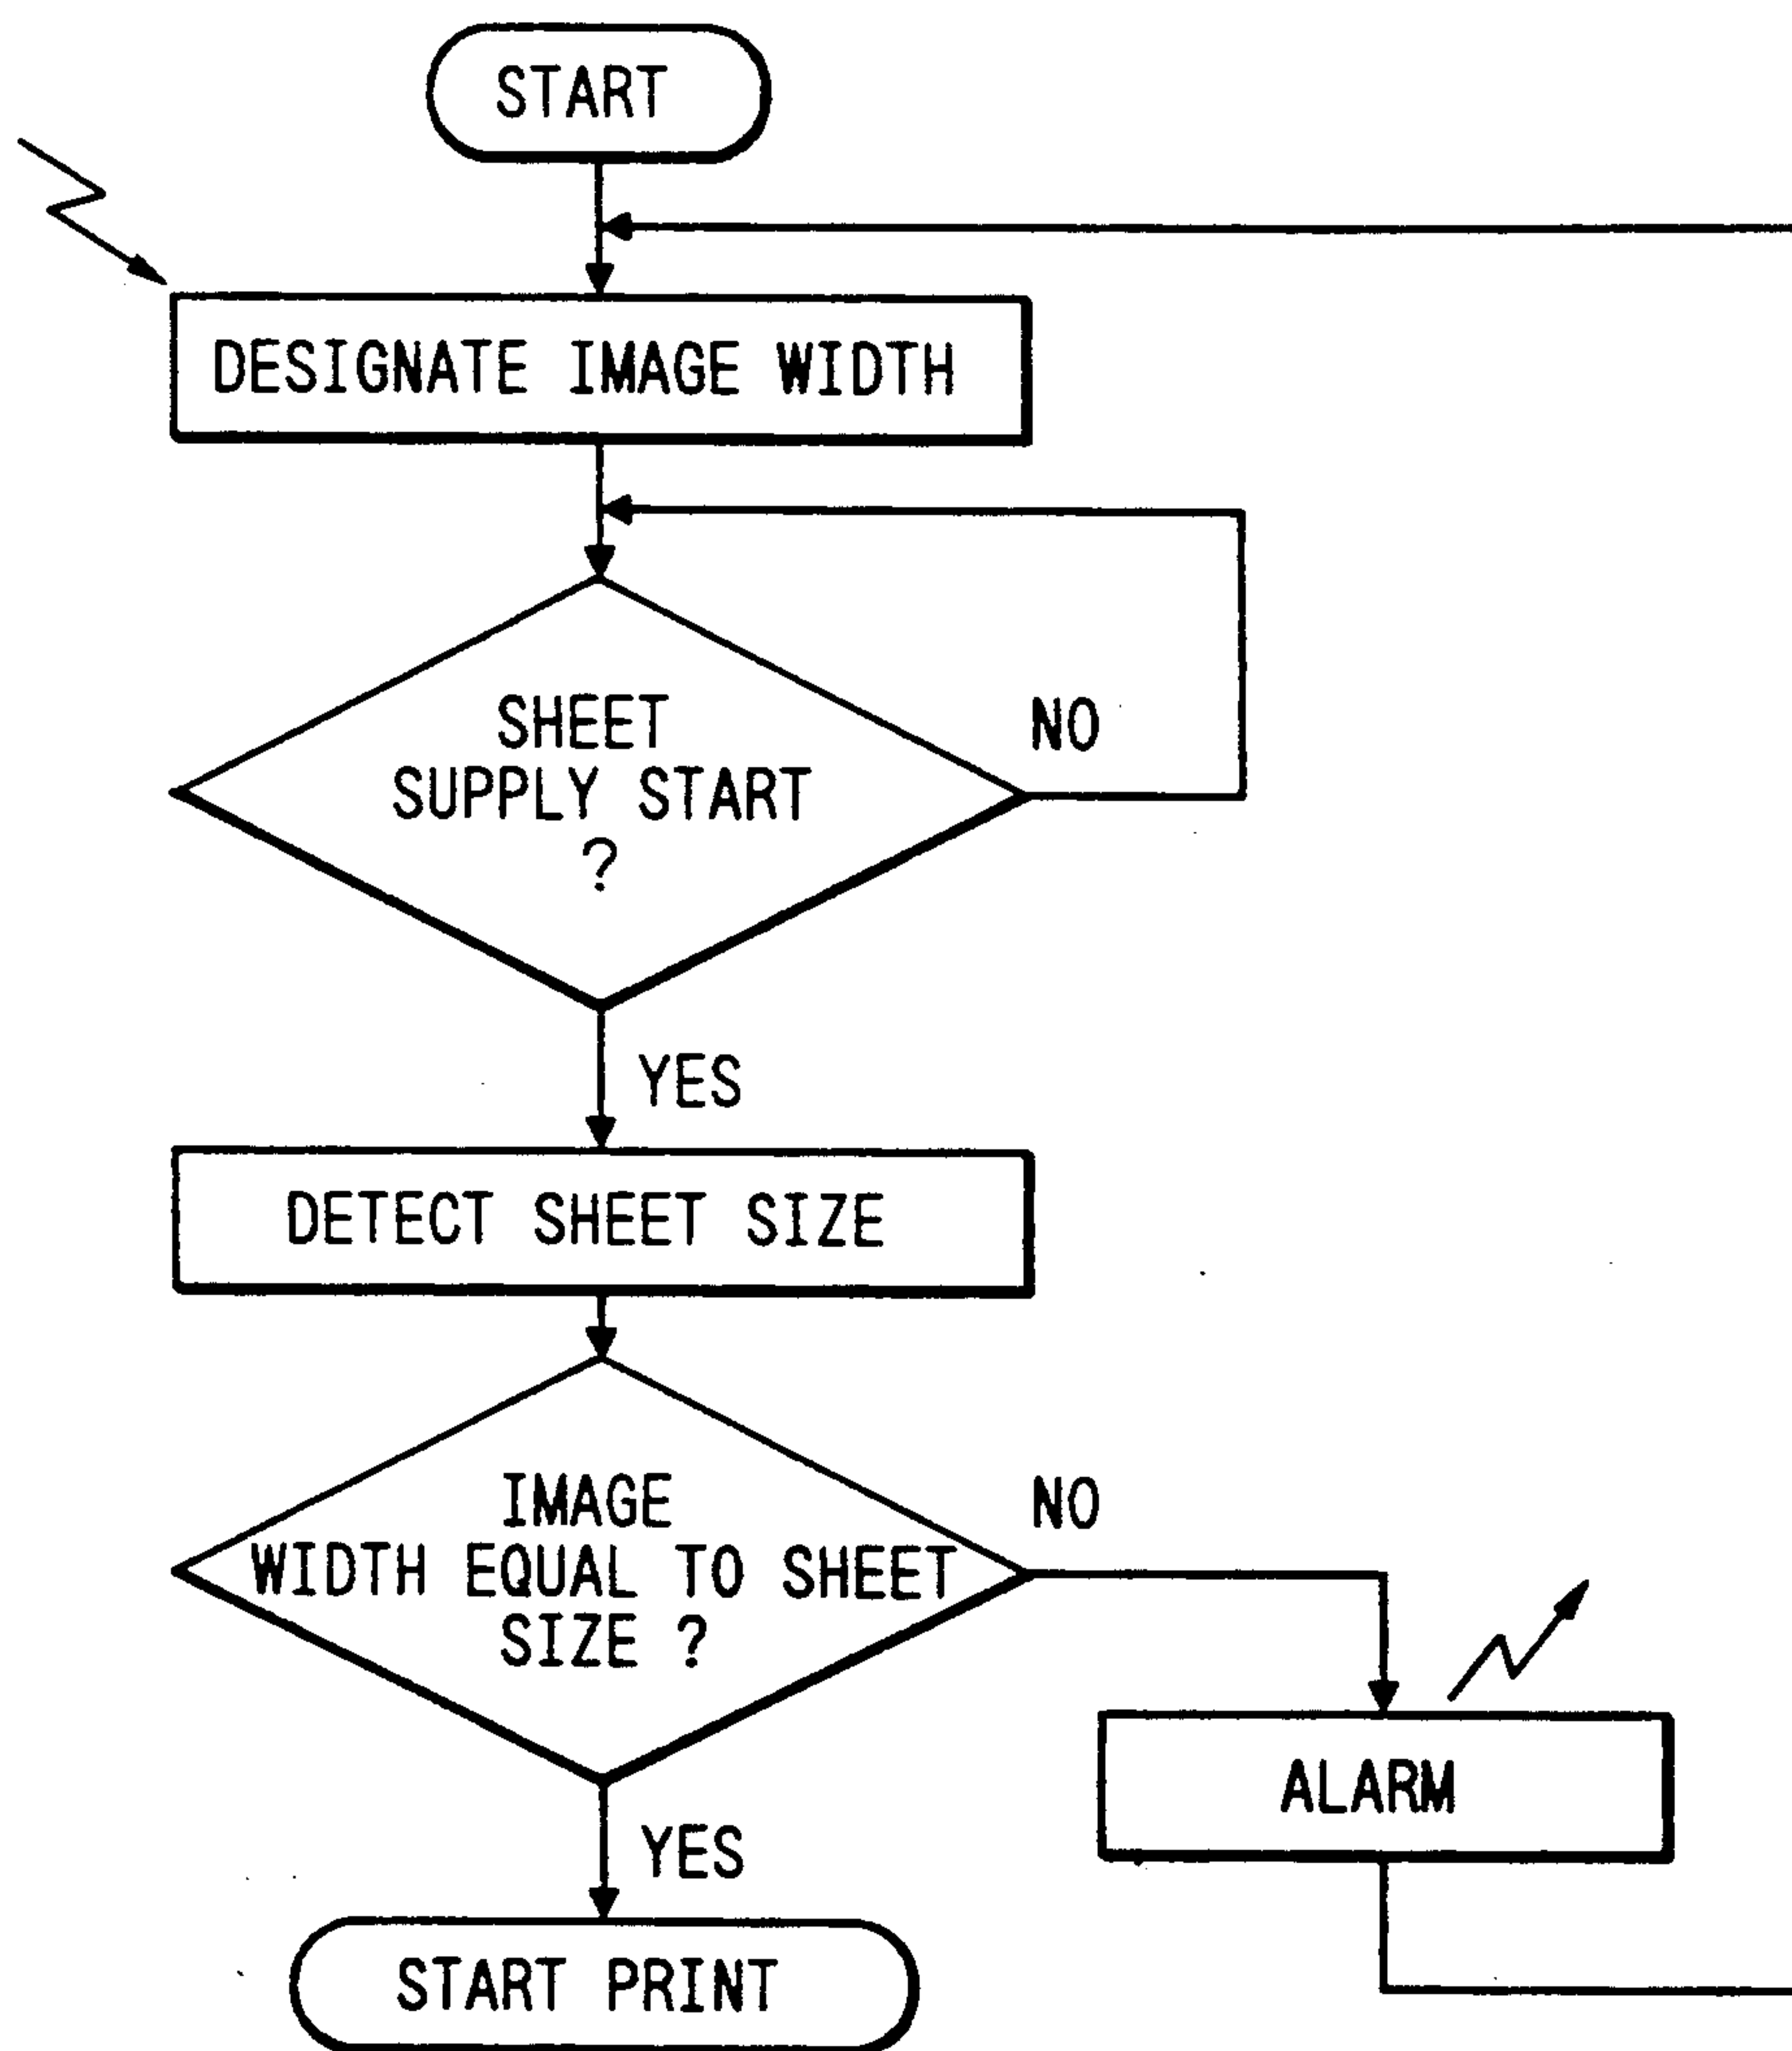 START
DESIGNATE IMAGE WIDTH
SHEET
SUPPLY START
?
NO
YES
DETECT SHEET SIZE
IMAGE
WIDTH EQUAL TO SHEET
SIZE ?
NO
ALARM
YES
START PRINT